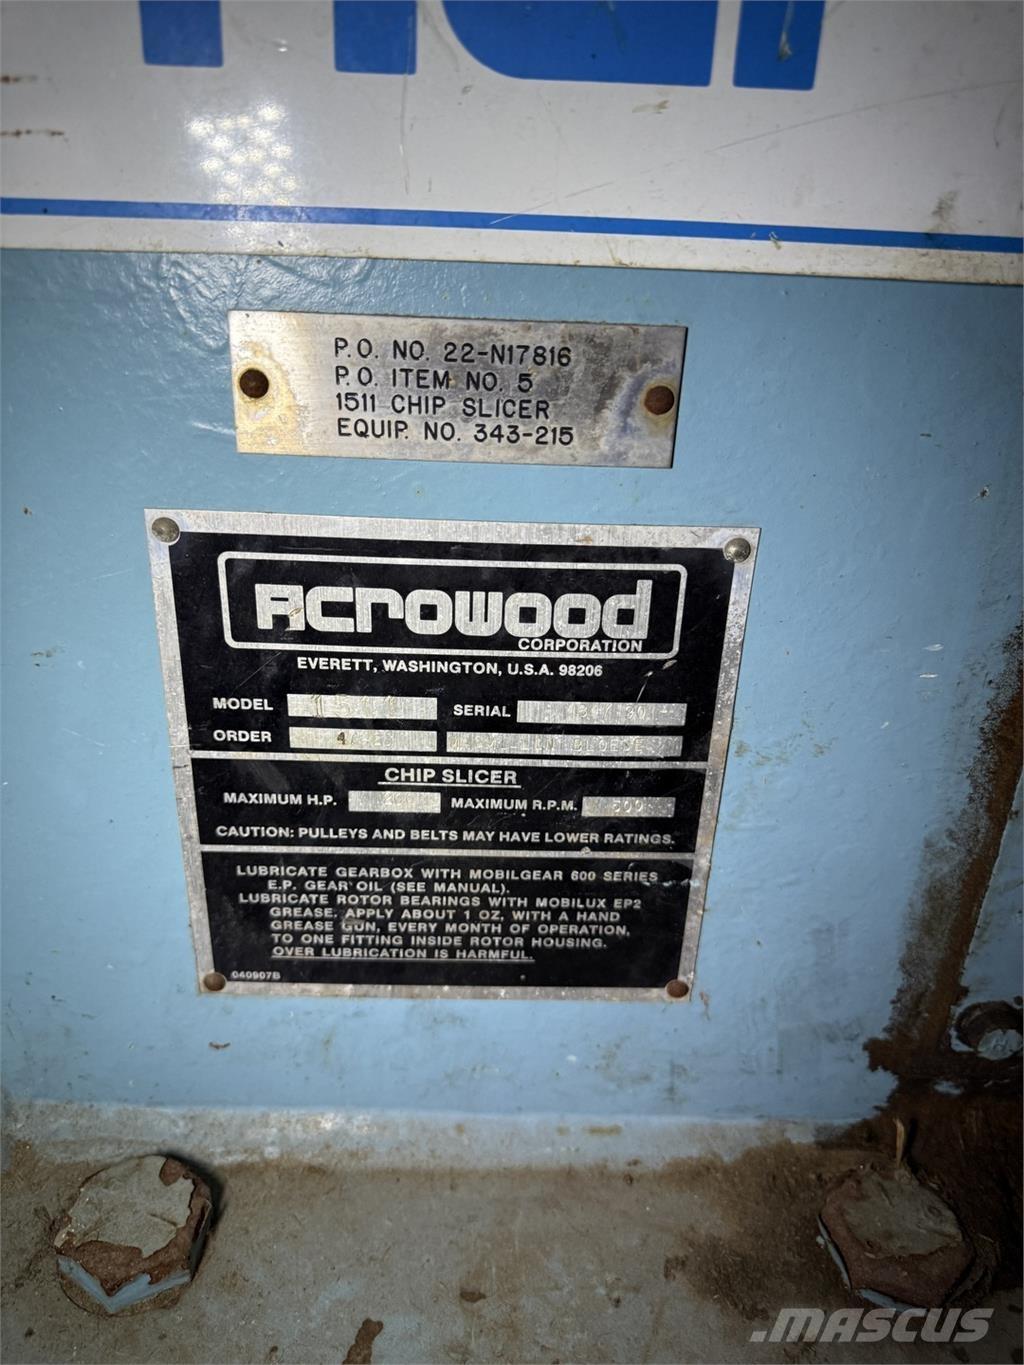 P.O. NO. 22-N17816
P.O. ITEM NO. 5
1511 CHIP SLICER
EQUIP. NO. 343-215
Acrowood
CORPORATION
EVERETT, WASHINGTON, U.S.A. 98206
MODEL 1511 SERIAL
ORDER
CHIP SLICER
MAXIMUM H.P. MAXIMUM R.P.M.
CAUTION: PULLEYS AND BELTS MAY HAVE LOWER RATINGS.
LUBRICATE GEARBOX WITH MOBILGEAR 600 SERIES
E.P. GEAR OIL (SEE MANUAL).
LUBRICATE ROTOR BEARINGS WITH MOBILUX EP2
GREASE. APPLY ABOUT 1 OZ, WITH A HAND
GREASE GUN, EVERY MONTH OF OPERATION,
TO ONE FITTING INSIDE ROTOR HOUSING.
OVER LUBRICATION IS HARMFUL.
040907B
MASCUS